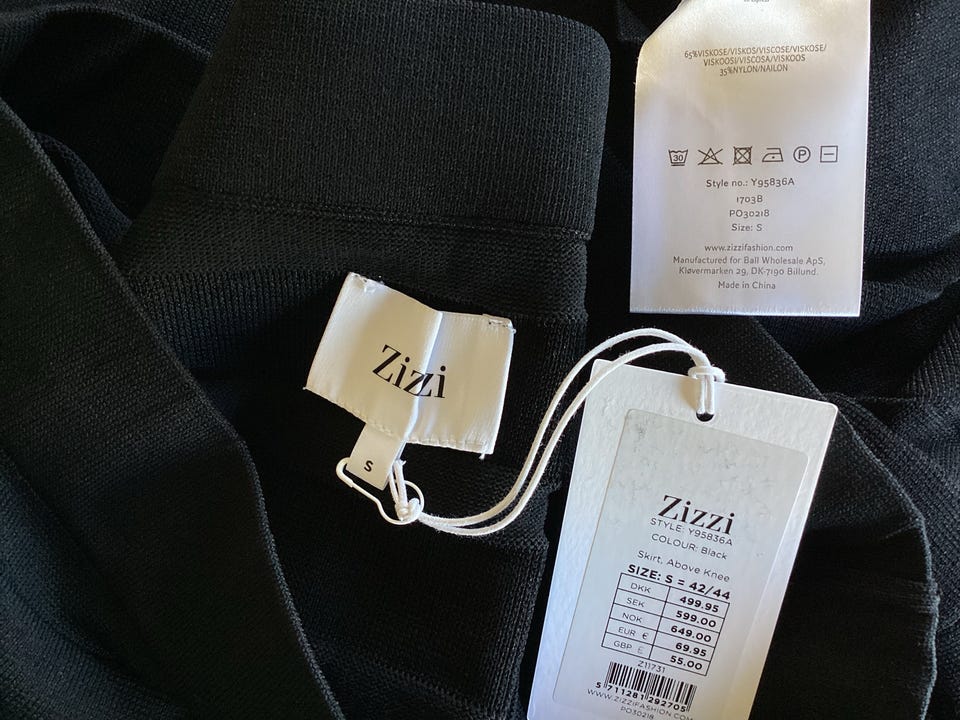 65%VISKOSE/VISKOS/VISCOSE/VISKOSE/
VISKOOSI/VISCOSA/VISKOOS
35%NYLON/NAILON
30
P
Style no.: Y95836A
1703B
PO30218
Size: S
www.zizzifashion.com
Manufactured for Ball Wholesale ApS,
Kløvermarken 29, DK-7190 Billund.
Made in China
Zizzi
S
Zizzi
STYLE: Y95836A
COLOUR: Black
Skirt, Above Knee
SIZE: S = 42/44
DKK 499.95
SEK 599.00
NOK 649.00
EUR € 69.95
GBP £ 55.00
Z11731
5 711281 292705
WWW.ZIZZIFASHION.COM
PO30218